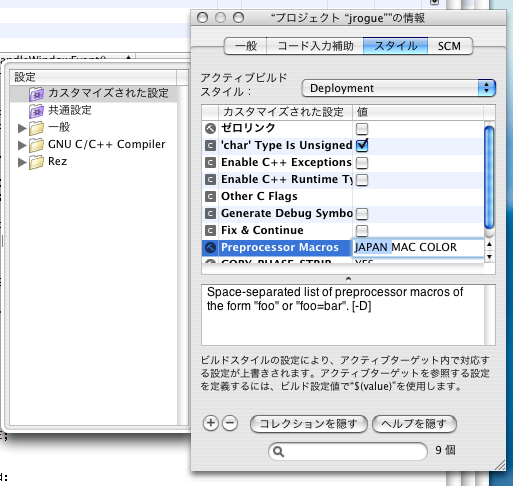 "プロジェクト "jrogue""の情報
一般 コード入力補助 スタイル SCM
設定
カスタマイズされた設定
共通設定
一般
GNU C/C++ Compiler
Rez
アクティブビルド
スタイル：
Deployment
カスタマイズされた設定 値
ゼロリンク
'char' Type Is Unsigned
Enable C++ Exceptions
Enable C++ Runtime Ty
Other C Flags
Generate Debug Symbo
Fix & Continue
Preprocessor Macros JAPAN MAC COLOR
COPY_PHASE_STRIP YES
Space-separated list of preprocessor macros of
the form "foo" or "foo=bar". [-D]
ビルドスタイルの設定により、アクティブターゲット内で対応す
る設定が上書きされます。アクティブターゲットを参照する設定
を定義するには、ビルド設定値で"$(value)"を使用します。
コレクションを隠す ヘルプを隠す
9 個